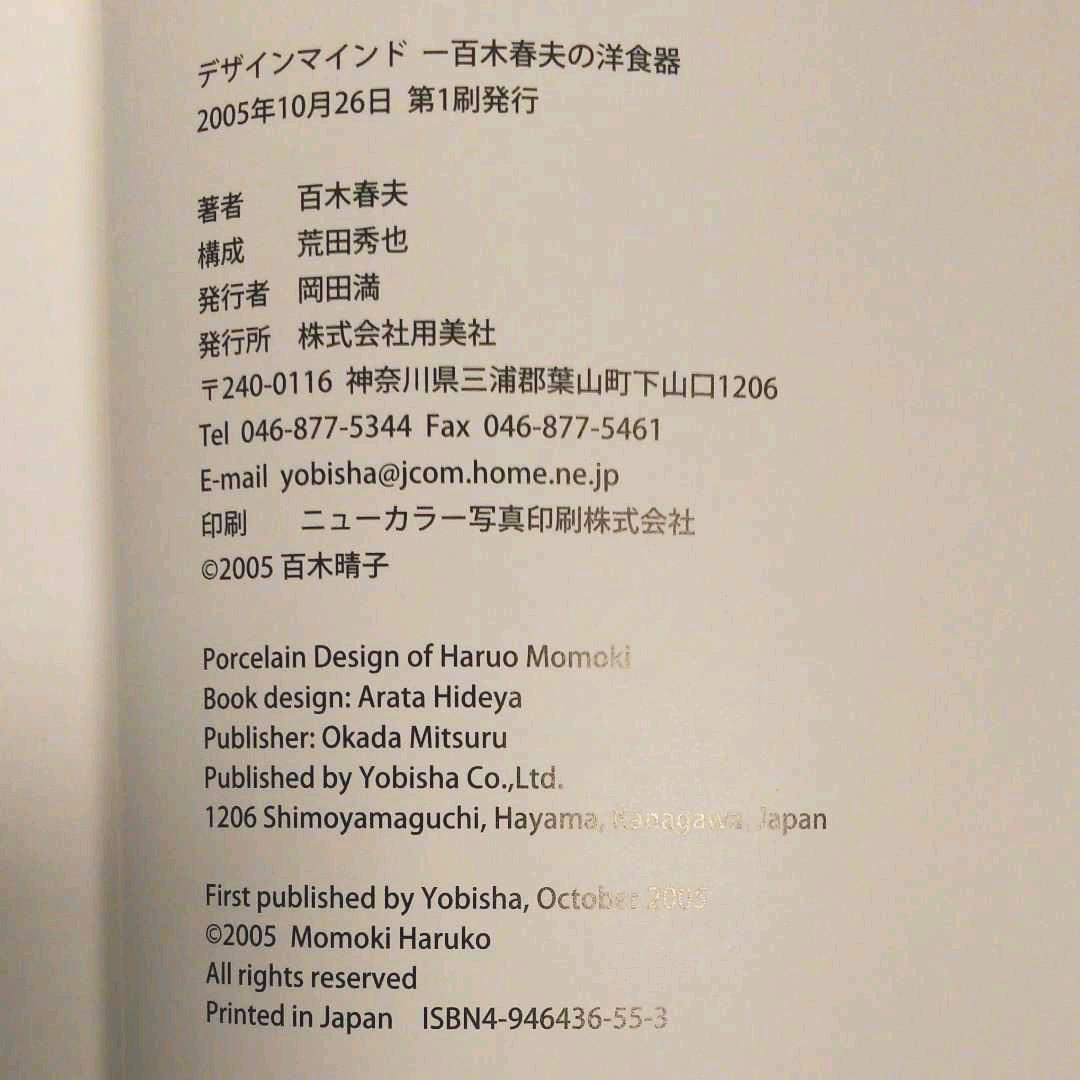 デザインマインド ー百木春夫の洋食器
2005年10月26日 第1刷発行
著者 百木春夫
構成 荒田秀也
発行者 岡田満
発行所 株式会社用美社
〒240-0116 神奈川県三浦郡葉山町下山口1206
Tel 046-877-5344 Fax 046-877-5461
E-mail yobisha@jcom.home.ne.jp
印刷 ニューカラー写真印刷株式会社
©2005 百木晴子
Porcelain Design of Haruo Momoki
Book design: Arata Hideya
Publisher: Okada Mitsuru
Published by Yobisha Co.,Ltd.
1206 Shimoyamaguchi, Hayama, Kanagawa, Japan
First published by Yobisha, October 2005
©2005 Momoki Haruko
All rights reserved
Printed in Japan ISBN4-946436-55-3